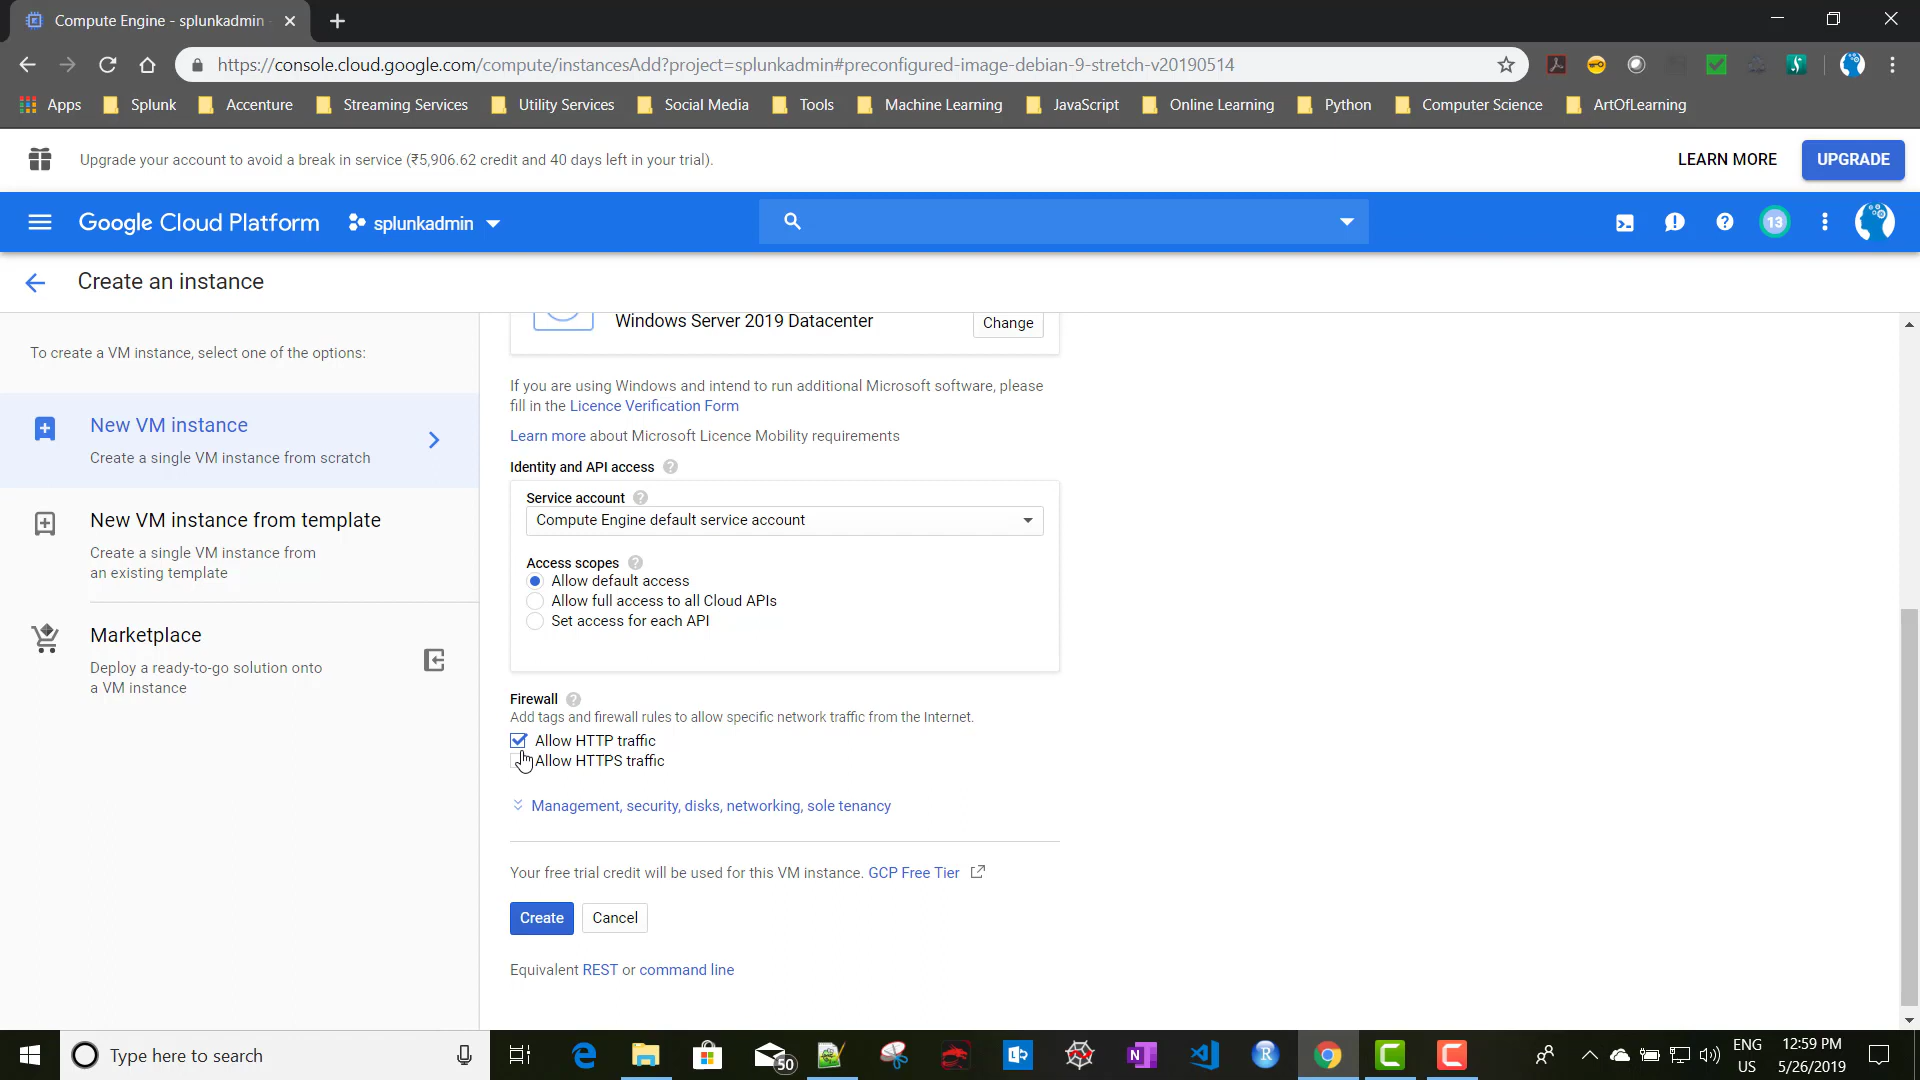 Compute Engine - splunkadmin
https://console.cloud.google.com/compute/instancesAdd?project=splunkadmin#preconfigured-image-debian-9-stretch-v20190514
Apps Splunk Accenture Streaming Services Utility Services Social Media Tools Machine Learning JavaScript Online Learning Python Computer Science ArtOfLearning
Upgrade your account to avoid a break in service (₹5,906.62 credit and 40 days left in your trial).
LEARN MORE UPGRADE
Google Cloud Platform splunkadmin 13
Create an instance
To create a VM instance, select one of the options:
New VM instance
Create a single VM instance from scratch
New VM instance from template
Create a single VM instance from
an existing template
Marketplace
Deploy a ready-to-go solution onto
a VM instance
Windows Server 2019 Datacenter Change
If you are using Windows and intend to run additional Microsoft software, please
fill in the Licence Verification Form
Learn more about Microsoft Licence Mobility requirements
Identity and API access
Service account
Compute Engine default service account
Access scopes
Allow default access
Allow full access to all Cloud APIs
Set access for each API
Firewall
Add tags and firewall rules to allow specific network traffic from the Internet.
Allow HTTP traffic
Allow HTTPS traffic
Management, security, disks, networking, sole tenancy
Your free trial credit will be used for this VM instance. GCP Free Tier
Create Cancel
Equivalent REST or command line
Type here to search
50
ENG
US
12:59 PM
5/26/2019